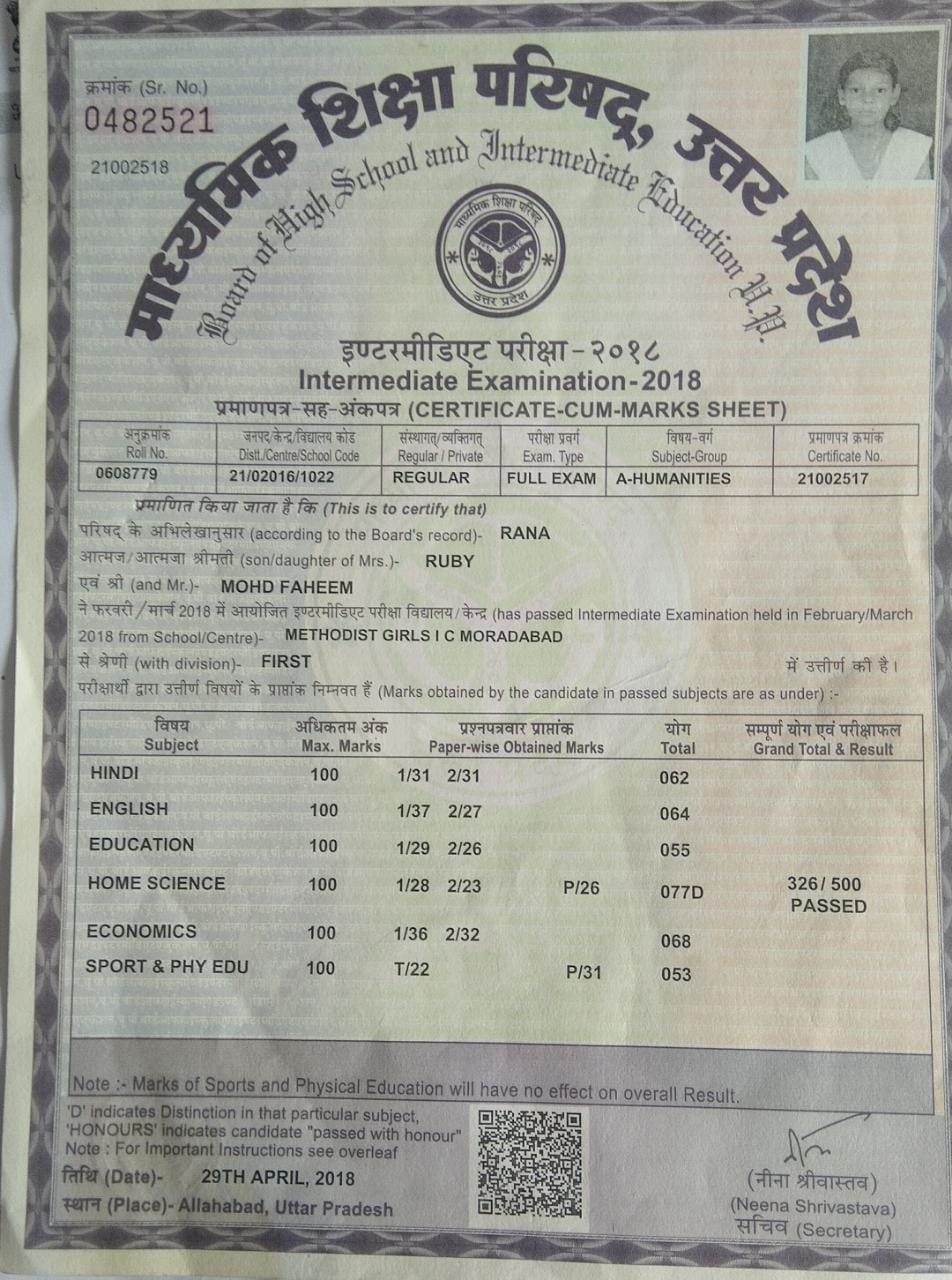 क्रमांक (Sr. No.)
0482521
21002518
माध्यमिक शिक्षा परिषद्, उत्तर प्रदेश
Board of High School and Intermediate Education U.P.
माध्यमिक शिक्षा परिषद्
उत्तर प्रदेश
इण्टरमीडिएट परीक्षा-२०१८
Intermediate Examination-2018
प्रमाणपत्र-सह-अंकपत्र (CERTIFICATE-CUM-MARKS SHEET)
अनुक्रमांक जनपद/केन्द्र/विद्यालय कोड संस्थागत/व्यक्तिगत् परीक्षा प्रवर्ग विषय-वर्ग प्रमाणपत्र क्रमांक
Roll No. Distt./Centre/School Code Regular / Private Exam. Type Subject-Group Certificate No.
0608779 21/02016/1022 REGULAR FULL EXAM A-HUMANITIES 21002517
प्रमाणित किया जाता है कि (This is to certify that)
परिषद् के अभिलेखानुसार (according to the Board's record)- RANA
आत्मज/आत्मजा श्रीमती (son/daughter of Mrs.)- RUBY
एवं श्री (and Mr.)- MOHD FAHEEM
ने फरवरी/मार्च 2018 में आयोजित इण्टरमीडिएट परीक्षा विद्यालय/केन्द्र (has passed Intermediate Examination held in February/March
2018 from School/Centre)- METHODIST GIRLS I C MORADABAD
से श्रेणी (with division)- FIRST में उत्तीर्ण की है।
परीक्षार्थी द्वारा उत्तीर्ण विषयों के प्राप्तांक निम्नवत हैं (Marks obtained by the candidate in passed subjects are as under) :-
विषय अधिकतम अंक प्रश्नपत्रवार प्राप्तांक योग सम्पूर्ण योग एवं परीक्षाफल
Subject Max. Marks Paper-wise Obtained Marks Total Grand Total & Result
HINDI 100 1/31 2/31 062
ENGLISH 100 1/37 2/27 064
EDUCATION 100 1/29 2/26 055
HOME SCIENCE 100 1/28 2/23 P/26 077D 326/ 500
PASSED
ECONOMICS 100 1/36 2/32 068
SPORT & PHY EDU 100 T/22 P/31 053
Note :- Marks of Sports and Physical Education will have no effect on overall Result.
'D' indicates Distinction in that particular subject,
'HONOURS' indicates candidate "passed with honour"
Note : For Important Instructions see overleaf
तिथि (Date)- 29TH APRIL, 2018
स्थान (Place)- Allahabad, Uttar Pradesh
(नीना श्रीवास्तव)
(Neena Shrivastava)
सचिव (Secretary)